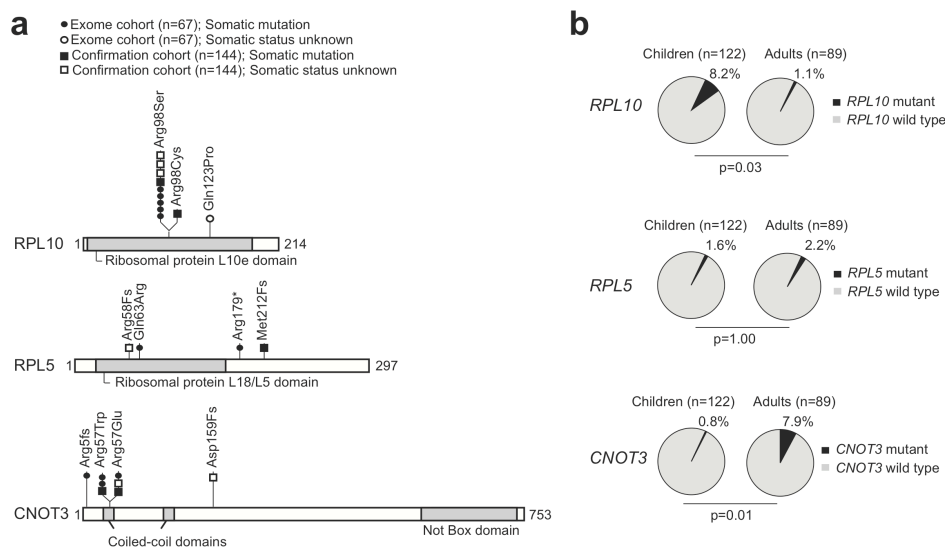 a
Exome cohort (n=67); Somatic mutation
Exome cohort (n=67); Somatic status unknown
Confirmation cohort (n=144); Somatic mutation
Confirmation cohort (n=144); Somatic status unknown
Arg98Ser
Arg98Cys
Gln123Pro
RPL10 1 214
Ribosomal protein L10e domain
Arg58Fs
Gln63Arg
Arg179*
Met212Fs
RPL5 1 297
Ribosomal protein L18/L5 domain
Arg5fs
Arg57Trp
Arg57Glu
Asp159Fs
CNOT3 1 753
Not Box domain
Coiled-coil domains
b
Children (n=122) Adults (n=89)
8.2% 1.1%
RPL10
RPL10 mutant
RPL10 wild type
p=0.03
Children (n=122) Adults (n=89)
1.6% 2.2%
RPL5
RPL5 mutant
RPL5 wild type
p=1.00
Children (n=122) Adults (n=89)
0.8% 7.9%
CNOT3
CNOT3 mutant
CNOT3 wild type
p=0.01